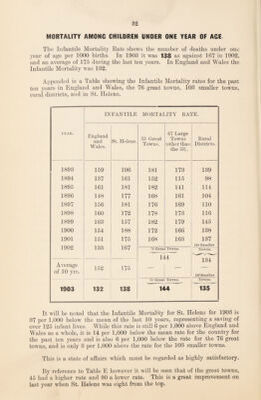 32
MORTALITY AMONG CHILDREN UNDER ONE YEAR OF AGE
The Infantile Mortality Rate shews the number of deaths under one
year of age per 1000 births. In 1903 it was 138 as against 167 in 1902,
and an average of 175 during the last ten years. In England and Wales the
Infantile Mortality was 132.
Appended is a Table showing the Infantile Mortality rates for the past
ten years in England and Wales, the 76 great towns, 103 smaller towns,
rural districts, and in St. Helens.
INFANTILE MORTALITY RATE.
YEAR. England and Wales. St. Helens. 33 Great Towns. 67 Large Towns other than the 33. Rural Districts.
1893 159 196 181 173 139
1894 137 161 152 115 98
1895 161 181 182 141 114
1896 148 177 168 161 104
1897 156 181 176 169 110
1898 160 172 178 173 116
1899 163 157 182 179 145
1900 154 188 172 166 138
1901 151 175 168 163 137
1902 133 167 76 Great Towns. 103 Smaller Towns.
144 134
Average of 10 yrs. 152 175 — — —
76 Great Towns. 103 Smaller Towns.
1903 132 138 144 135
It will be noted that the Infantile Mortality for St. Helens for 1903 is
37 per 1,000 below the mean of the last 10 years, representing a saving of
over 125 infant lives. While this rate is still 6 per 1,000 above England and
Wales as a whole, it is 14 per 1,000 below the mean rate for the country for
the past ten years and is also 6 per 1,000 below the rate for the 76 great
towns, and is only 3 per 1,000 above the rate for the 103 smaller towns.
This is a state of affairs which must be regarded as highly satisfactory.
By reference to Table E however it will be seen that of the great towns,
45 had a higher rate and 30 a lower rate. This is a great improvement on
last year when St. Helens was eight from the top.